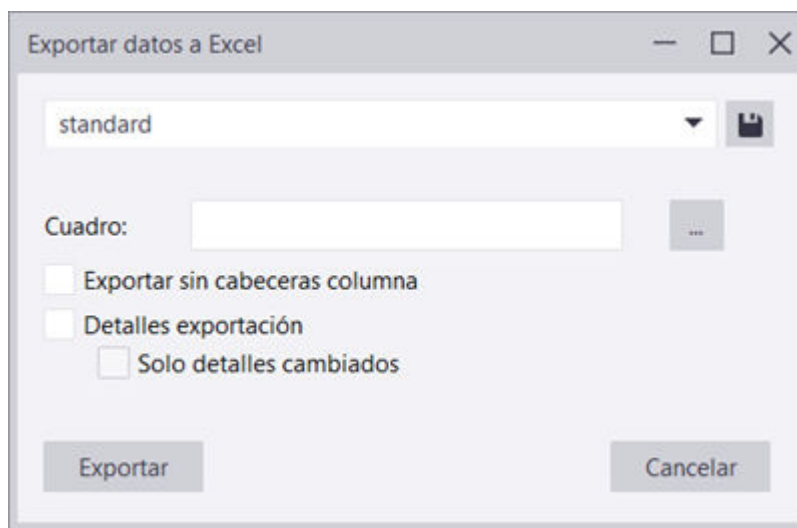 Exportar datos a Excel
standard
Cuadro:
...
Exportar sin cabeceras columna
Detalles exportación
Solo detalles cambiados
Exportar
Cancelar